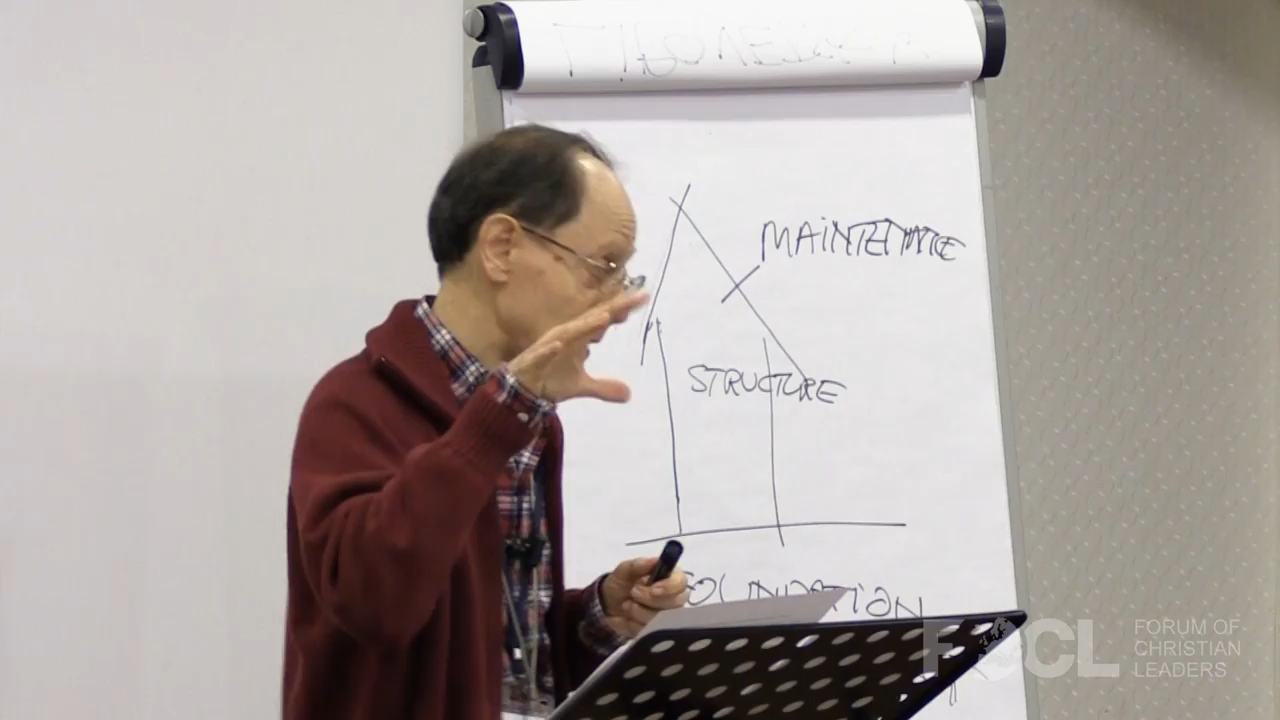 MAINTENANCE
STRUCTURE
FOUNDATION
FOCL
FORUM OF
CHRISTIAN
LEADERS